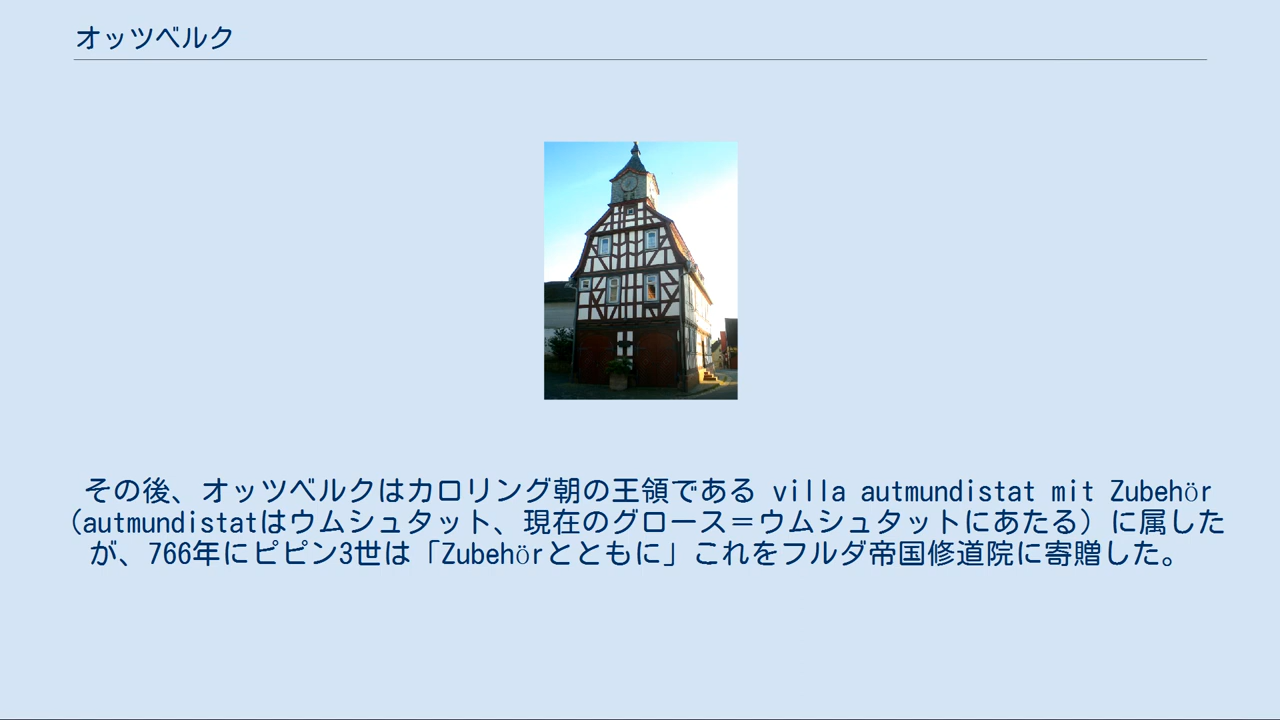 オッツベルク
その後、オッツベルクはカロリング朝の王領である villa autmundistat mit Zubehör
（autmundistatはウムシュタット、現在のグロース＝ウムシュタットにあたる）に属した
が、766年にピピン3世は「Zubehörとともに」これをフルダ帝国修道院に寄贈した。